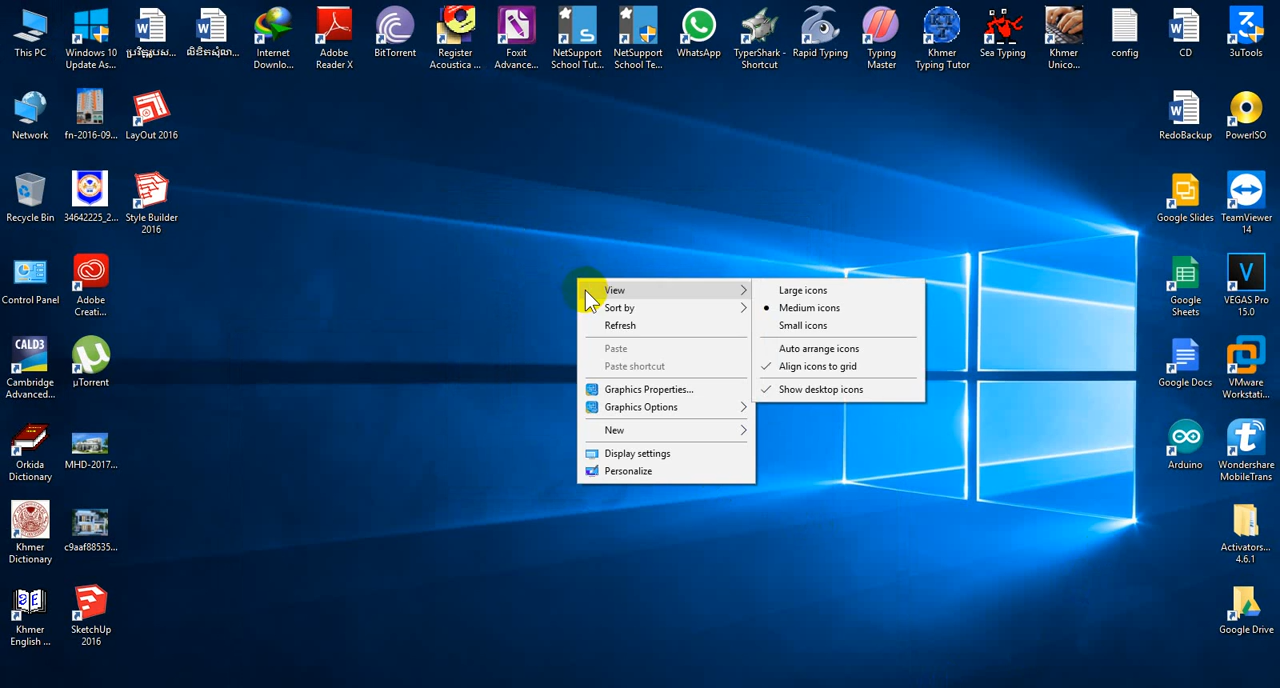 This PC
Windows 10
Update As...
Internet
Downlo...
Adobe
Reader X
BitTorrent
Register
Acoustica ...
Foxit
Advance...
NetSupport
School Tut...
NetSupport
School Te...
WhatsApp
TyperShark -
Shortcut
Rapid Typing
Typing
Master
Khmer
Typing Tutor
Sea Typing
Khmer
Unico...
config
CD
3uTools
Network
fn-2016-09...
LayOut 2016
RedoBackup
PowerISO
Recycle Bin
34642225_2...
Style Builder
2016
Google Slides
TeamViewer
14
Control Panel
Adobe
Creati...
Google
Sheets
VEGAS Pro
15.0
CALD3
Cambridge
Advanced...
µTorrent
Google Docs
VMware
Workstati...
Orkida
Dictionary
MHD-2017...
Arduino
Wondershare
MobileTrans
Khmer
Dictionary
c9aaf88535...
Activators...
4.6.1
Khmer
English ...
SketchUp
2016
Google Drive
View
Sort by
Refresh
Paste
Paste shortcut
Graphics Properties...
Graphics Options
New
Display settings
Personalize
Large icons
Medium icons
Small icons
Auto arrange icons
Align icons to grid
Show desktop icons